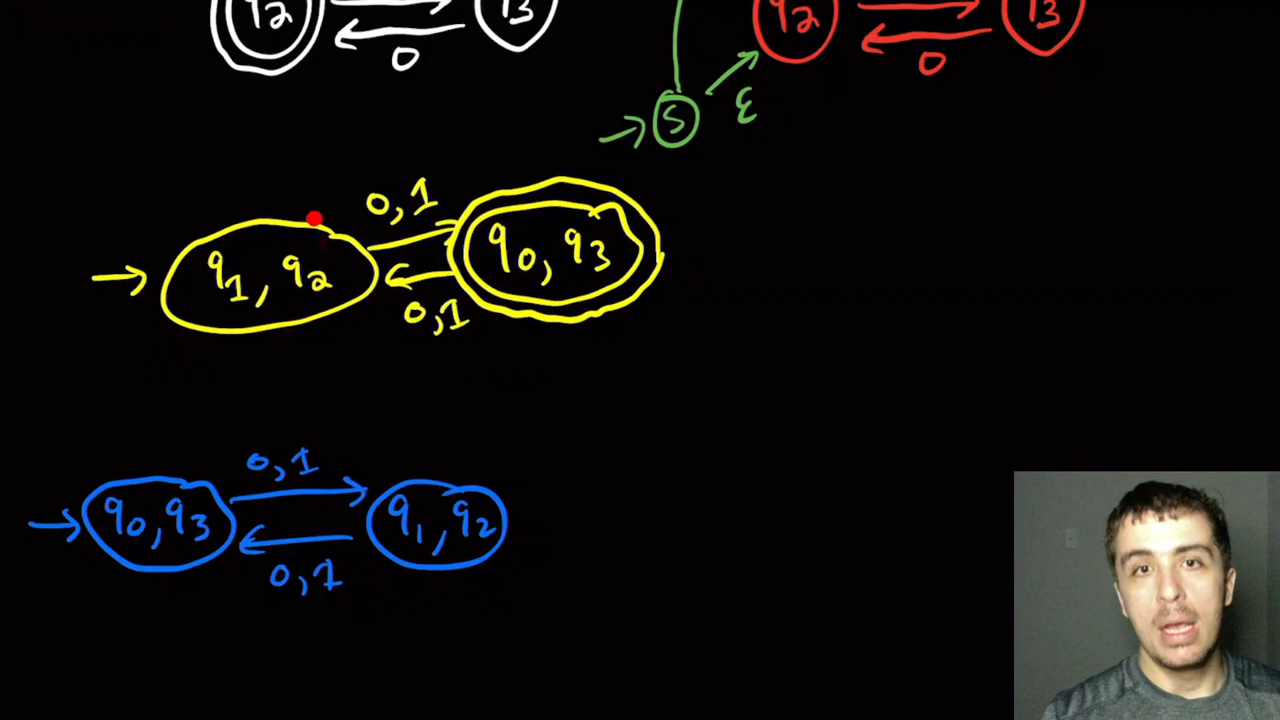 q2 q3 q2 q3
0 0
S ε
0,1
q1, q2 q0, q3
0,1
0,1
q0, q3 q1, q2
0,1